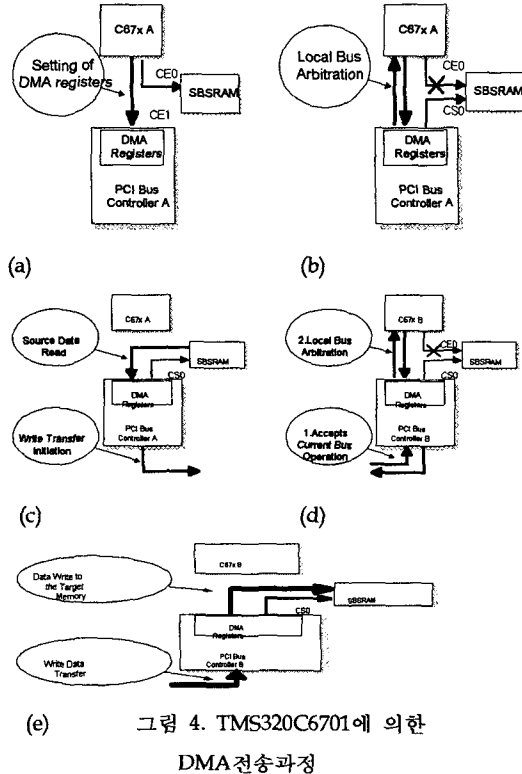 C67x A
Setting of
DMA registers
CE0
SBSRAM
CE1
DMA
Registers
PCI Bus
Controller A
(a)
C67x A
Local Bus
Arbitration
CE0
SBSRAM
CS0
DMA
Registers
PCI Bus
Controller A
(b)
C67x A
Source Data
Read
SBSRAM
CS0
DMA
Registers
PCI Bus
Controller A
Write Transfer
Initiation
(c)
C67x B
2.Local Bus
Arbitration
CE0
SBSRAM
CS0
DMA
Registers
PCI Bus
Controller B
1.Accepts
Current Bus
Operation
(d)
C67x B
Data Write to
the Target
Memory
SBSRAM
CS0
DMA
Registers
PCI Bus
Controller B
Write Data
Transfer
(e)
그림 4. TMS320C6701에 의한
DMA전송과정